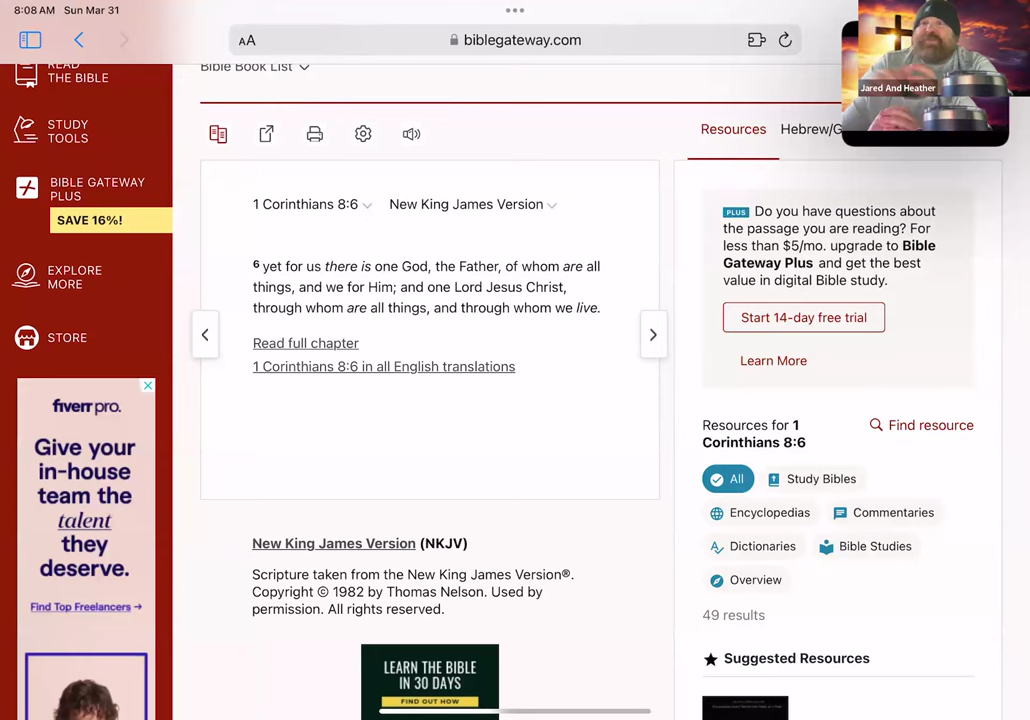 8:08 AM Sun Mar 31
AA
biblegateway.com
READ
THE BIBLE
STUDY
TOOLS
BIBLE GATEWAY
PLUS
SAVE 16%!
EXPLORE
MORE
STORE
fiverr pro.
Give your
in-house
team the
talent
they
deserve.
Find Top Freelancers →
Bible Book List
1 Corinthians 8:6
New King James Version
6 yet for us there is one God, the Father, of whom are all
things, and we for Him; and one Lord Jesus Christ,
through whom are all things, and through whom we live.
Read full chapter
1 Corinthians 8:6 in all English translations
New King James Version (NKJV)
Scripture taken from the New King James Version®.
Copyright © 1982 by Thomas Nelson. Used by
permission. All rights reserved.
LEARN THE BIBLE
IN 30 DAYS
FIND OUT HOW
Jared And Heather
Resources
Hebrew/G
PLUS Do you have questions about
the passage you are reading? For
less than $5/mo. upgrade to Bible
Gateway Plus and get the best
value in digital Bible study.
Start 14-day free trial
Learn More
Resources for 1
Corinthians 8:6
Find resource
All
Study Bibles
Encyclopedias
Commentaries
Dictionaries
Bible Studies
Overview
49 results
Suggested Resources